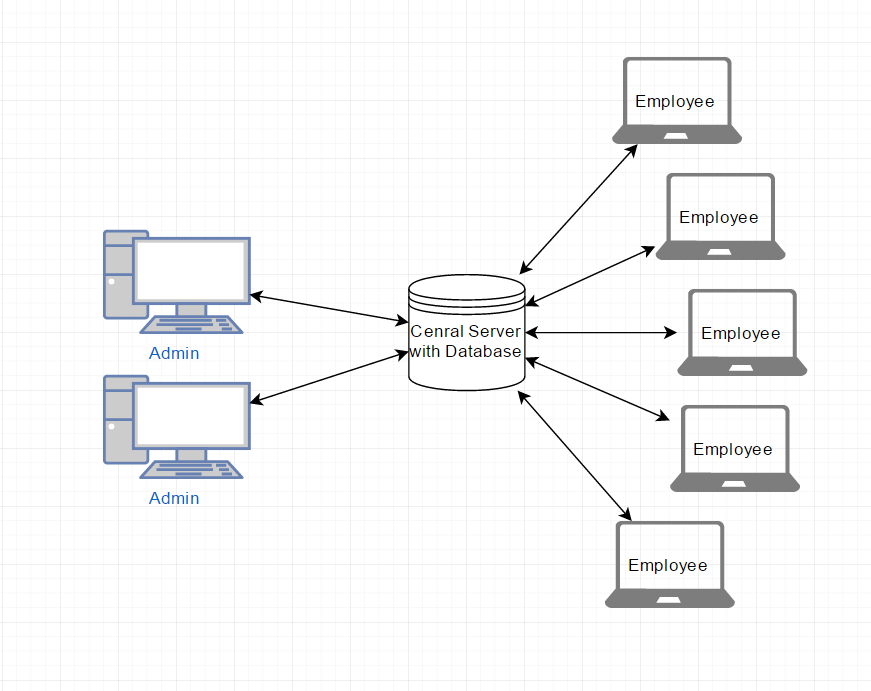 Employee
Employee
Cenral Server
with Database
Employee
Admin
Employee
Admin
Employee